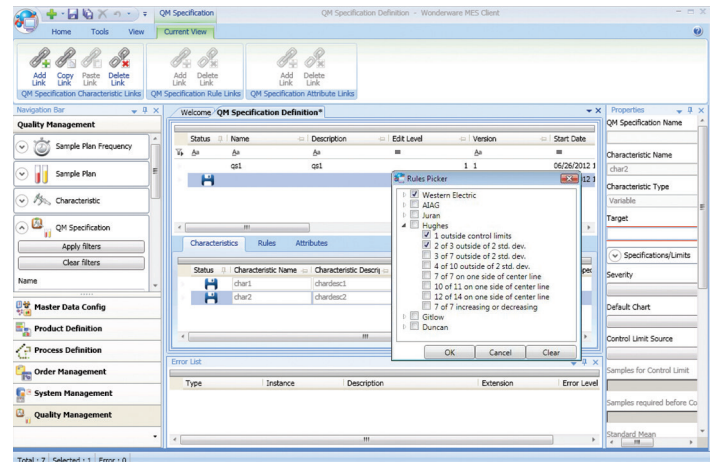 QM Specification
QM Specification Definition - Wonderware MES Client
Home Tools View Current View
Add Link
Copy Link
Paste Link
Delete Link
Add Link
Delete Link
Add Link
Delete Link
QM Specification Characteristic Links
QM Specification Rule Links
QM Specification Attribute Links
Navigation Bar
Quality Management
Sample Plan Frequency
Sample Plan
Characteristic
QM Specification
Apply filters
Clear filters
Name
Master Data Config
Product Definition
Process Definition
Order Management
System Management
Quality Management
Welcome QM Specification Definition*
Status Name Description Edit Level Version Start Date
Aa Aa Aa = Aa =
qs1 qs1 1 1 06/26/2012 1
12 1
Characteristics Rules Attributes
Status Characteristic Name Characteristic Descrip
char1 chardesc1
char2 chardesc2
Rules Picker
Western Electric
AIAG
Juran
Hughes
1 outside control limits
2 of 3 outside of 2 std. dev.
3 of 7 outside of 2 std. dev.
4 of 10 outside of 2 std. dev.
7 of 7 on one side of center line
10 of 11 on one side of center line
12 of 14 on one side of center line
7 of 7 increasing or decreasing
Gitlow
Duncan
OK Cancel Clear
Error List
Type Instance Description Extension Error Level
Properties
QM Specification Name
Characteristic Name
char2
Characteristic Type
Variable
Target
Specifications/Limits
Severity
Default Chart
Control Limit Source
Samples for Control Limit
Samples required before Co
Standard Mean
Total : 7 Selected : 1 Error : 0